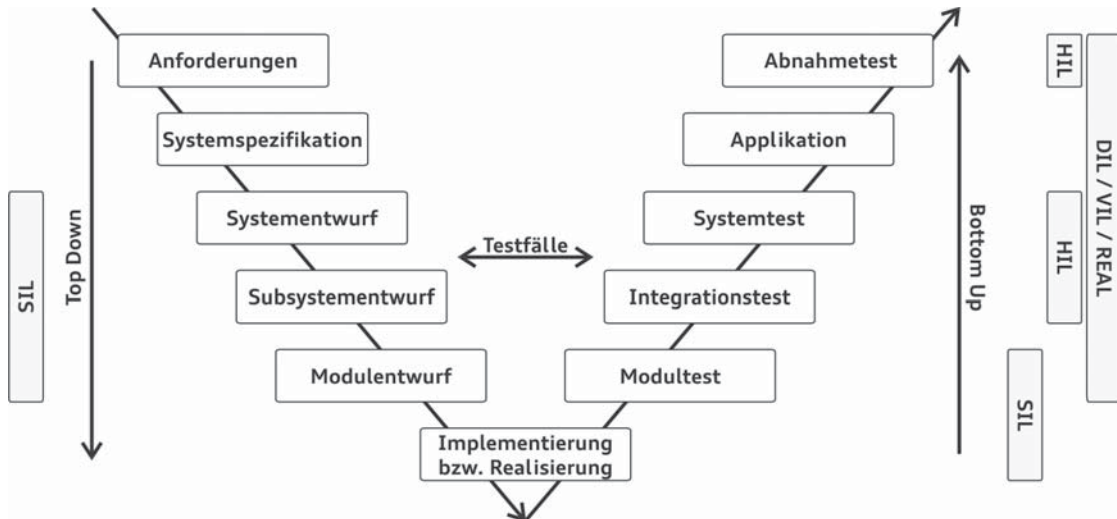 Anforderungen
Abnahmetest
HIL
Systemspezifikation
Applikation
DIL / VIL / REAL
SIL
Top Down
Systementwurf
Testfälle
Systemtest
Bottom Up
HIL
Subsystementwurf
Integrationstest
Modulentwurf
Modultest
SIL
Implementierung
bzw. Realisierung